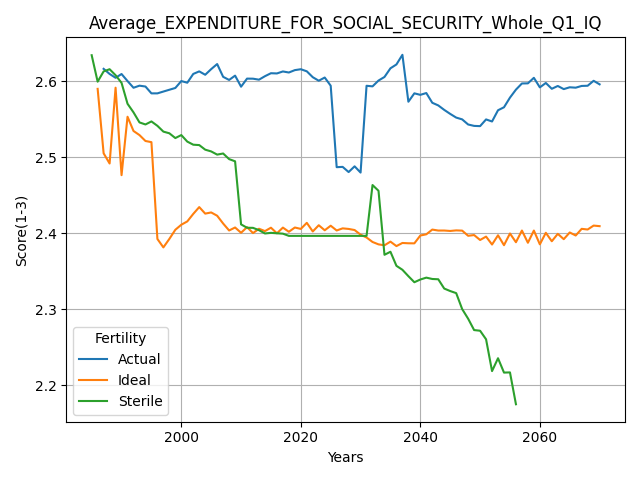 Average_EXPENDITURE_FOR_SOCIAL_SECURITY_Whole_Q1_IQ
2.6
2.5
2.4
2.3
2.2
Score(1-3)
Fertility
Actual
Ideal
Sterile
2000 2020 2040 2060
Years